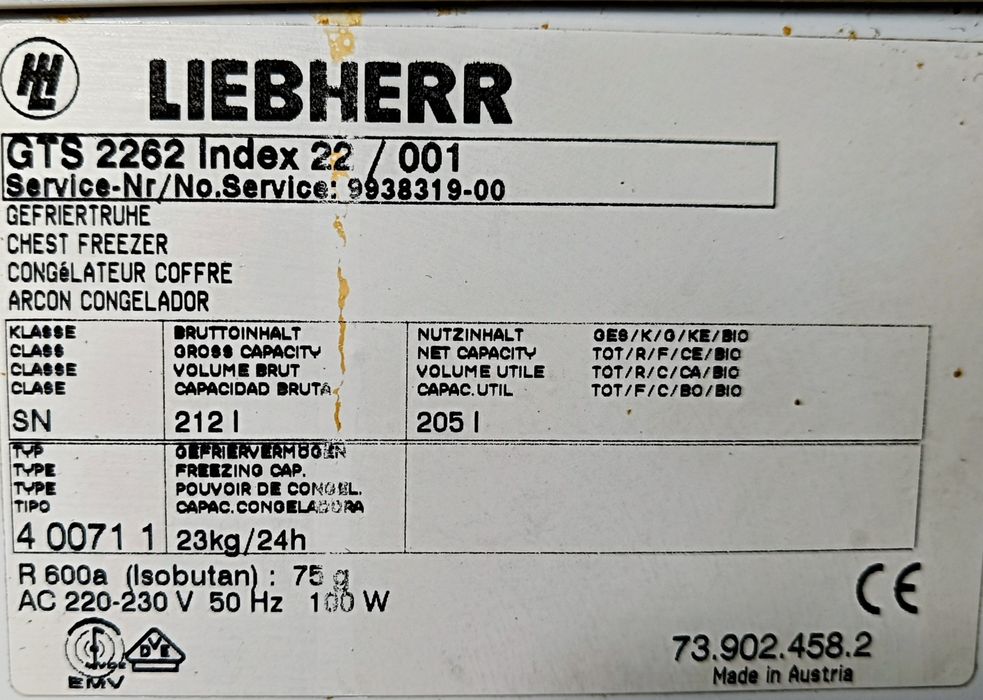 LIEBHERR
GTS 2262 Index 22 / 001
Service-Nr/No.Service: 9938319-00
GEFRIERTRUHE
CHEST FREEZER
CONGéLATEUR COFFRE
ARCON CONGELADOR
KLASSE BRUTTOINHALT NUTZINHALT GES/K/G/KE/BIO
CLASS GROSS CAPACITY NET CAPACITY TOT/R/F/CE/BIO
CLASSE VOLUME BRUT VOLUME UTILE TOT/R/C/CA/BIO
CLASE CAPACIDAD BRUTA CAPAC.UTIL TOT/F/C/BO/BIO
SN 212 l 205 l
TYP GEFRIERVERMÖGEN
TYPE FREEZING CAP.
TYPE POUVOIR DE CONGEL.
TIPO CAPAC.CONGELADORA
4 0071 1 23kg/24h
R 600a (Isobutan) : 75 g
AC 220-230 V 50 Hz 100 W
CE
VDE
EMV
73.902.458.2
Made in Austria